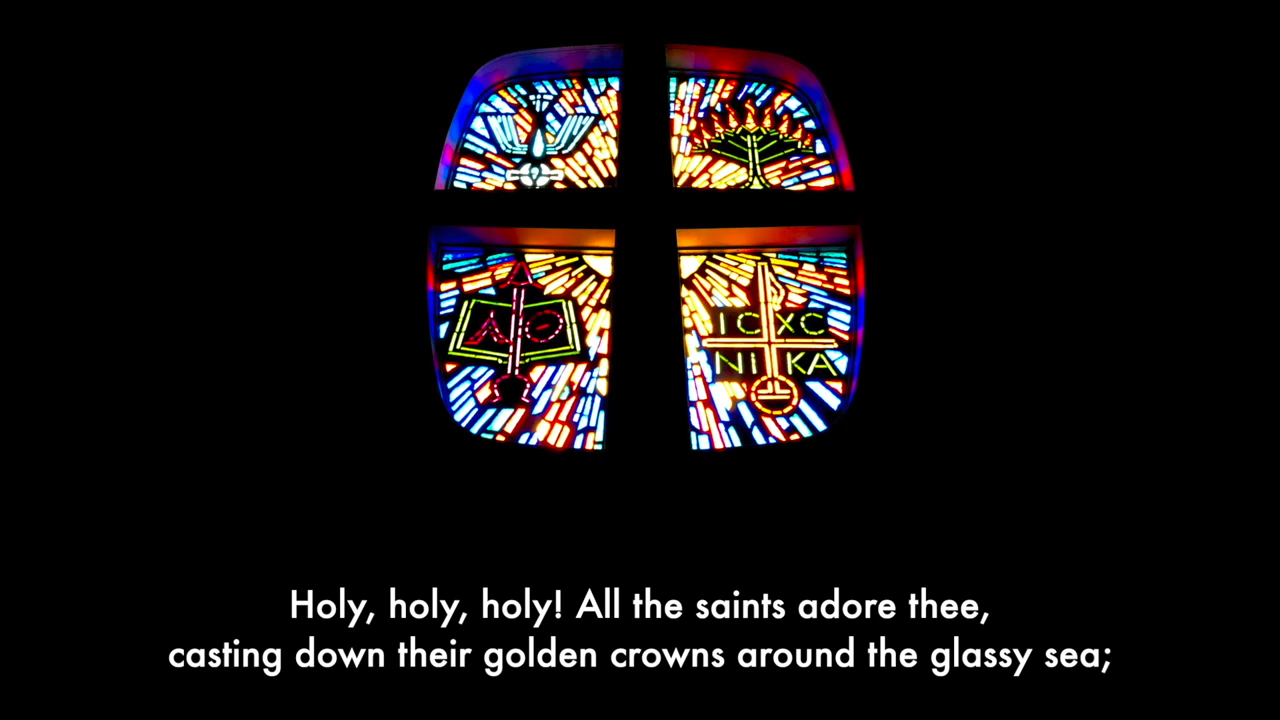 IC XC
NI KA
Holy, holy, holy! All the saints adore thee,
casting down their golden crowns around the glassy sea;